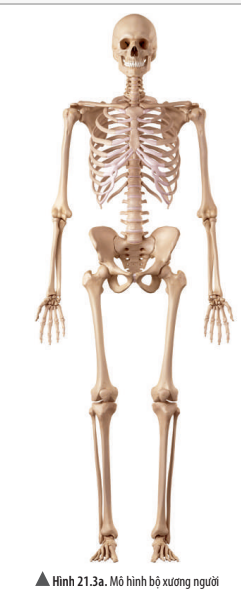 ▲ Hình 21.3a. Mô hình bộ xương người